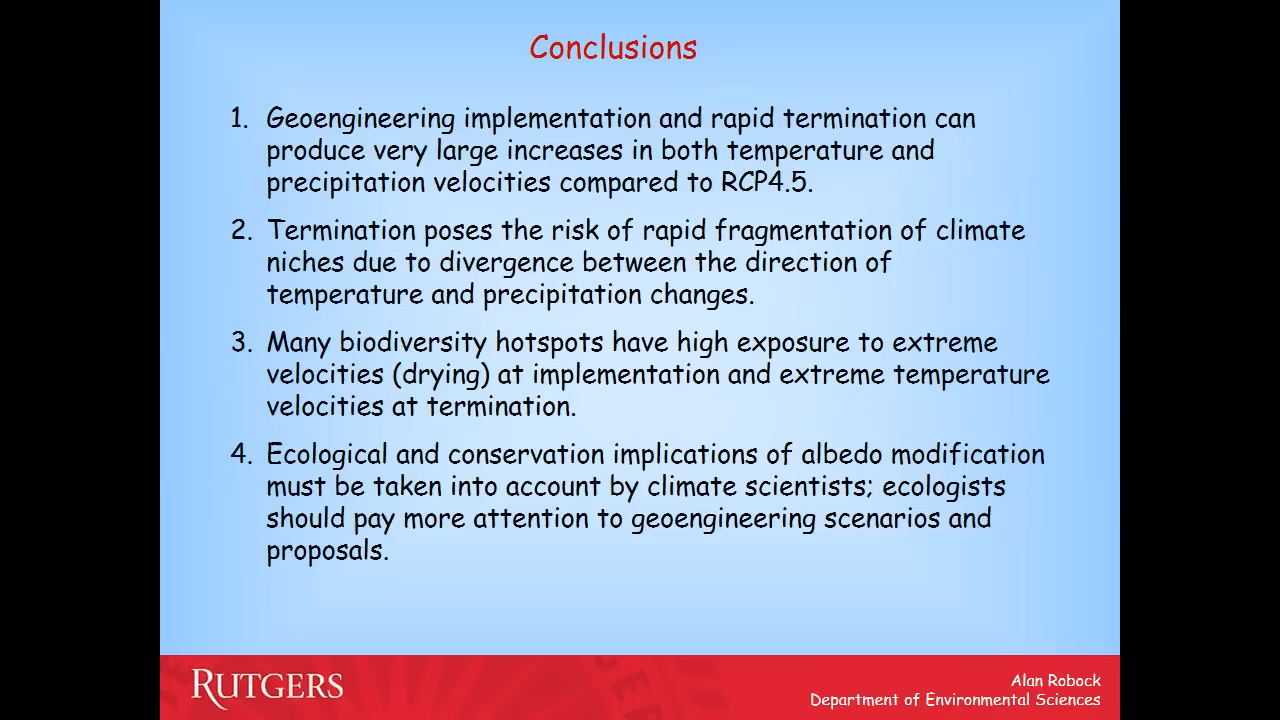 Conclusions
1. Geoengineering implementation and rapid termination can
produce very large increases in both temperature and
precipitation velocities compared to RCP4.5.
2. Termination poses the risk of rapid fragmentation of climate
niches due to divergence between the direction of
temperature and precipitation changes.
3. Many biodiversity hotspots have high exposure to extreme
velocities (drying) at implementation and extreme temperature
velocities at termination.
4. Ecological and conservation implications of albedo modification
must be taken into account by climate scientists; ecologists
should pay more attention to geoengineering scenarios and
proposals.
RUTGERS
Alan Robock
Department of Environmental Sciences